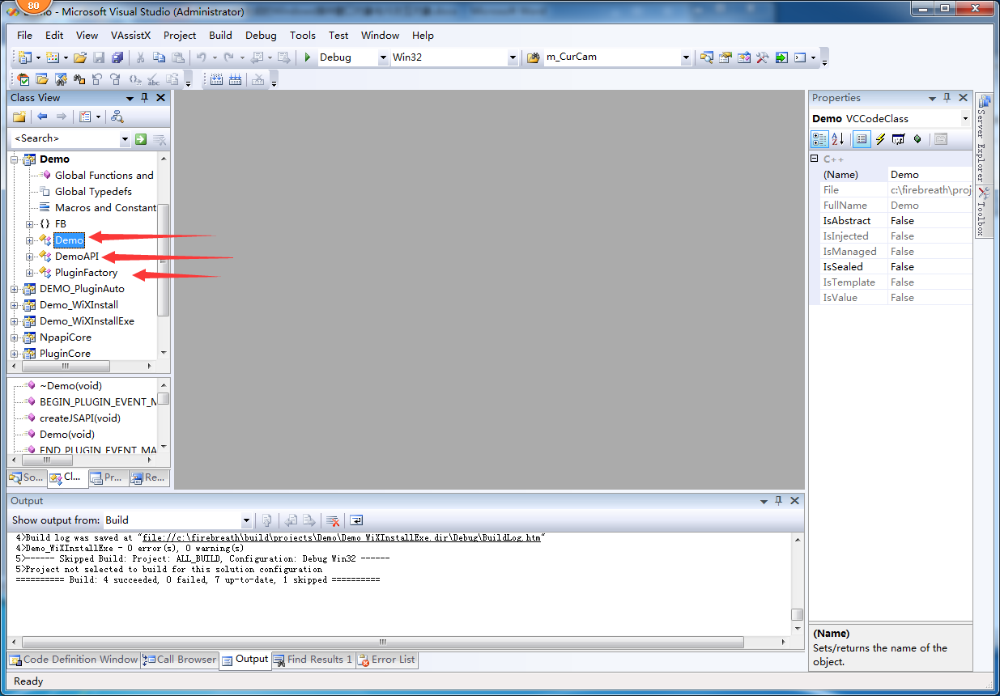 80
Demo - Microsoft Visual Studio (Administrator)
File Edit View VAssistX Project Build Debug Tools Test Window Help
Debug Win32 m_CurCam
Class View
<Search>
Demo
Global Functions and
Global Typedefs
Macros and Constant
{} FB
Demo
DemoAPI
PluginFactory
DEMO_PluginAuto
Demo_WiXInstall
Demo_WiXInstallExe
NpapiCore
PluginCore
~Demo(void)
BEGIN_PLUGIN_EVENT_M
createJSAPI(void)
Demo(void)
END_PLUGIN_EVENT_MA
So... Cl... Pr... Re...
Properties
Demo VCCodeClass
C++
(Name) Demo
File c:\firebreath\proj
FullName Demo
IsAbstract False
IsInjected False
IsManaged False
IsSealed False
IsTemplate False
IsValue False
(Name)
Sets/returns the name of the
object.
Server Explorer
Toolbox
Output
Show output from: Build
4>Build log was saved at "file://c:\firebreath\build\projects\Demo\Demo_WiXInstallExe.dir\Debug\BuildLog.htm"
4>Demo_WiXInstallExe - 0 error(s), 0 warning(s)
5>------ Skipped Build: Project: ALL_BUILD, Configuration: Debug Win32 ------
5>Project not selected to build for this solution configuration
========== Build: 4 succeeded, 0 failed, 7 up-to-date, 1 skipped ==========
Code Definition Window Call Browser Output Find Results 1 Error List
Ready